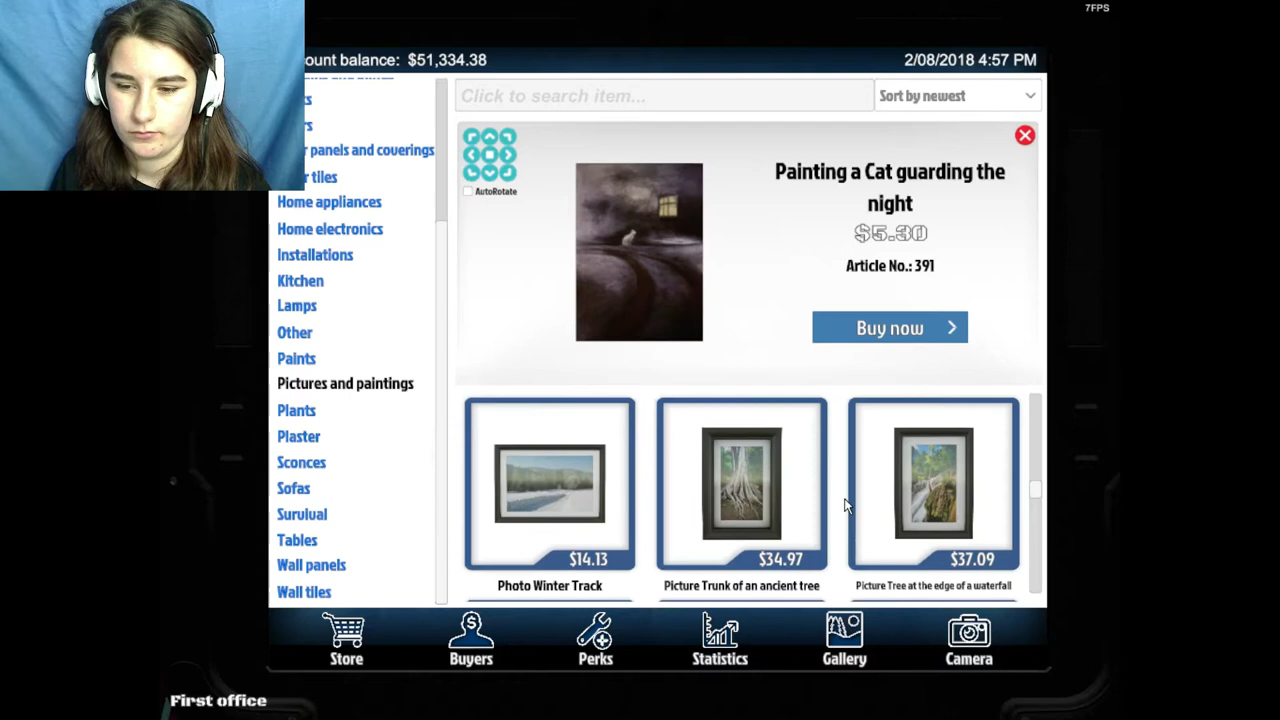 7FPS
ount balance: $51,334.38
2/08/2018 4:57 PM
Click to search item...
Sort by newest
panels and coverings
tiles
Home appliances
Home electronics
Installations
Kitchen
Lamps
Other
Paints
Pictures and paintings
Plants
Plaster
Sconces
Sofas
Survival
Tables
Wall panels
Wall tiles
AutoRotate
Painting a Cat guarding the
night
$5.30
Article No.: 391
Buy now
$14.13
$34.97
$37.09
Photo Winter Track
Picture Trunk of an ancient tree
Picture Tree at the edge of a waterfall
Store
Buyers
Perks
Statistics
Gallery
Camera
First office